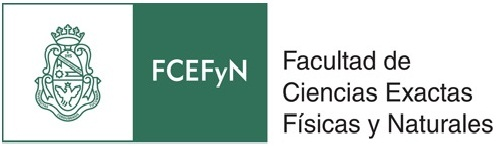 FCEFyN
Facultad de
Ciencias Exactas
Físicas y Naturales